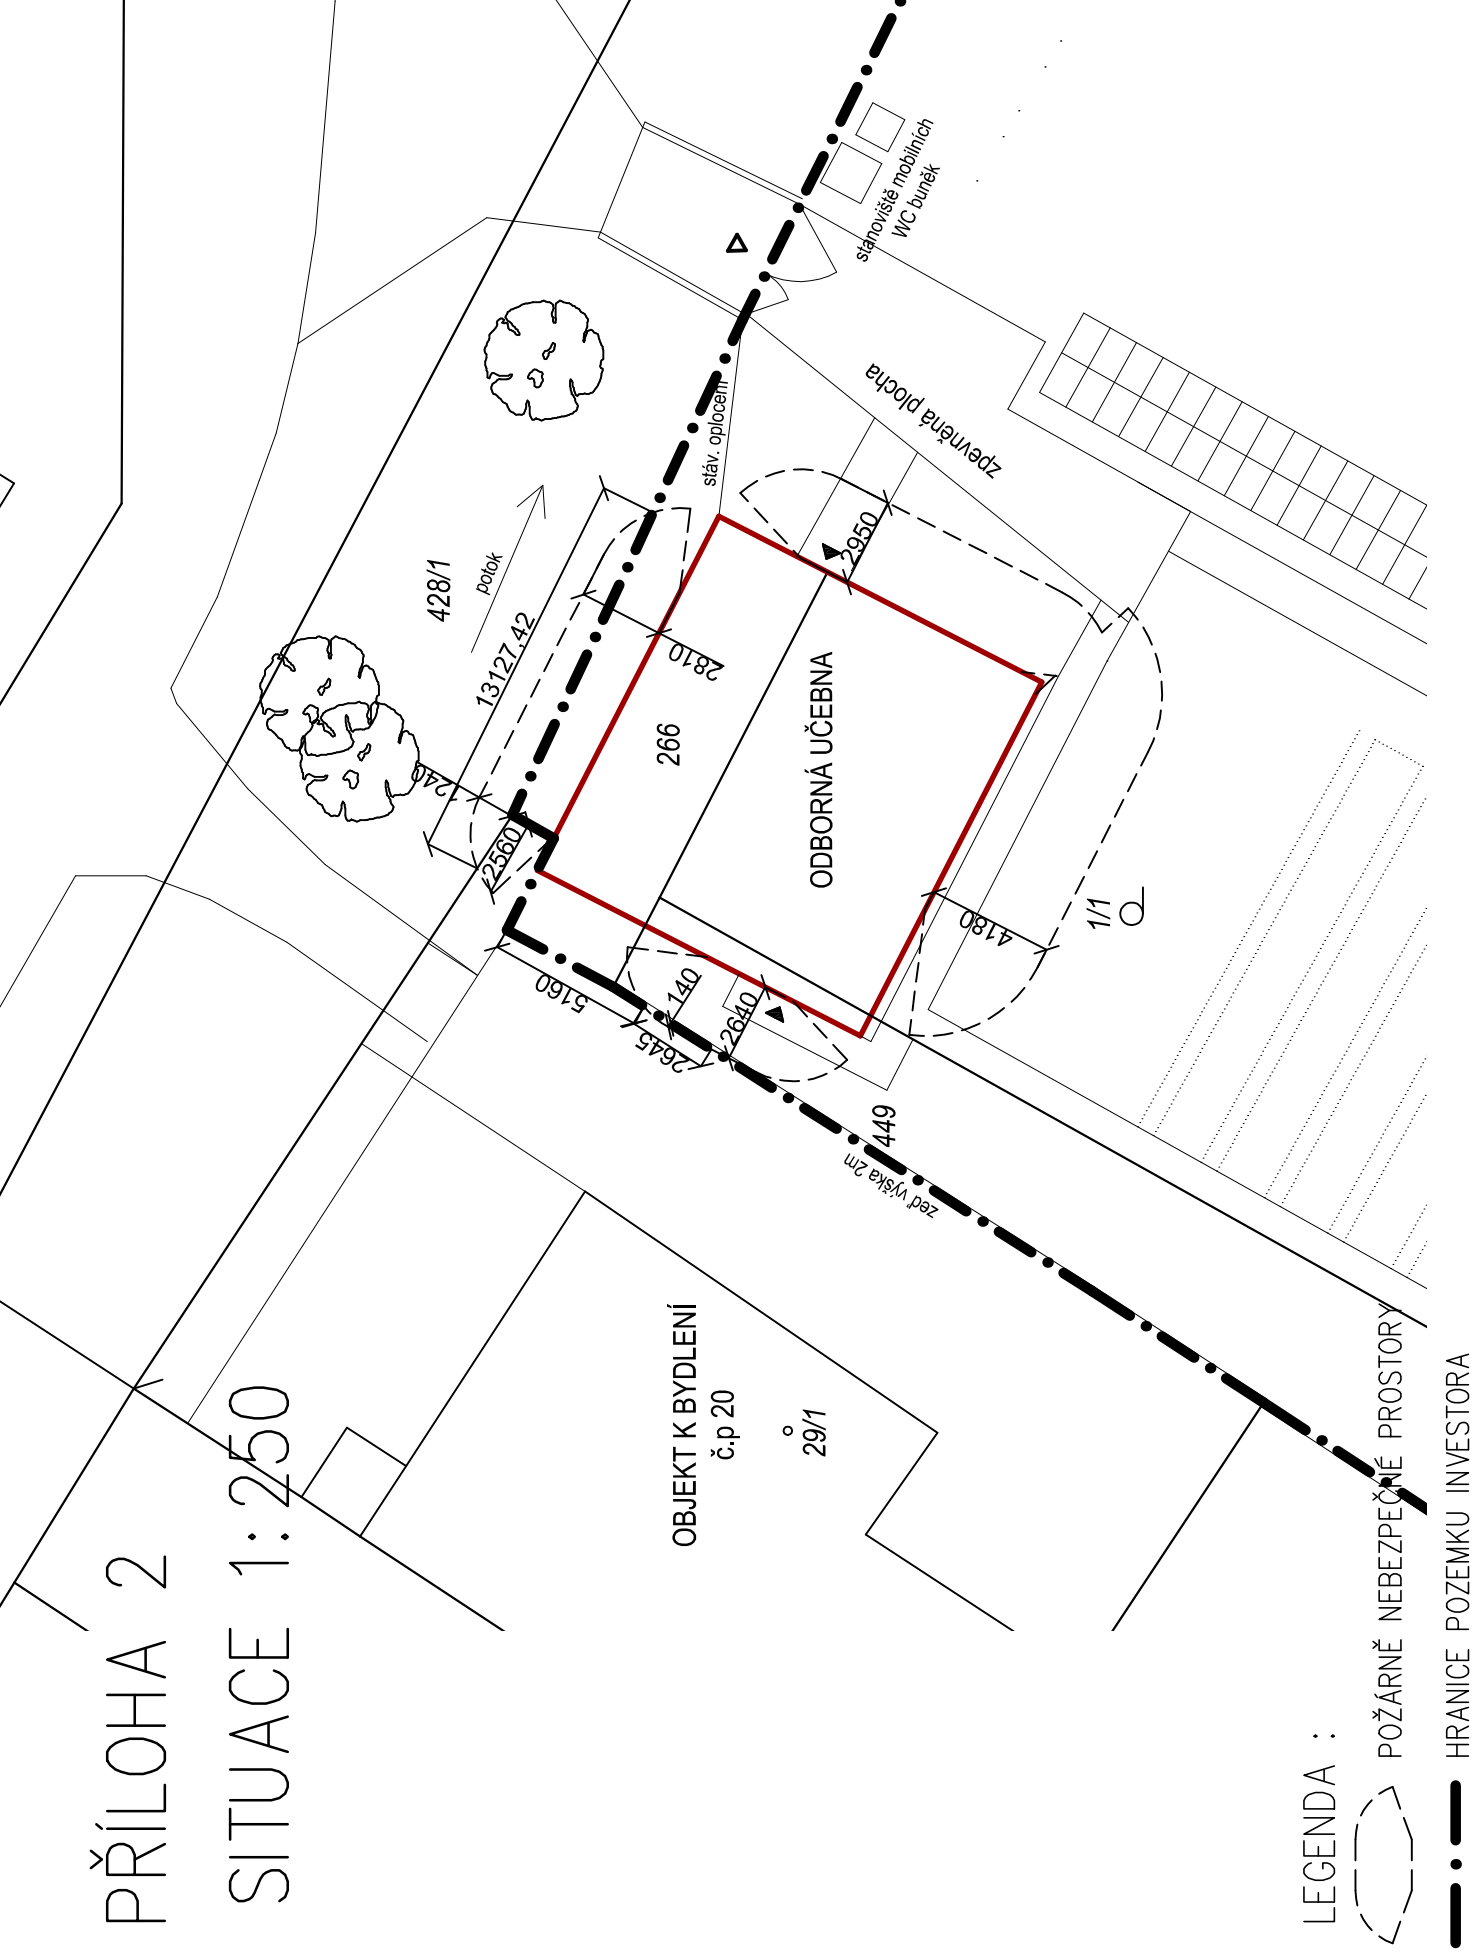 PŘÍLOHA 2
SITUACE 1:250
428/1
potok
13127,42
2240
2560
2810
266
stáv. oplocení
stanoviště mobilních
WC buněk
zpevněná plocha
2950
ODBORNÁ UČEBNA
4180
1/1
5160
140
2645
2640
449
zeď výška 2m
OBJEKT K BYDLENÍ
č.p 20
29/1
LEGENDA :
POŽÁRNĚ NEBEZPEČNÉ PROSTORY
HRANICE POZEMKU INVESTORA